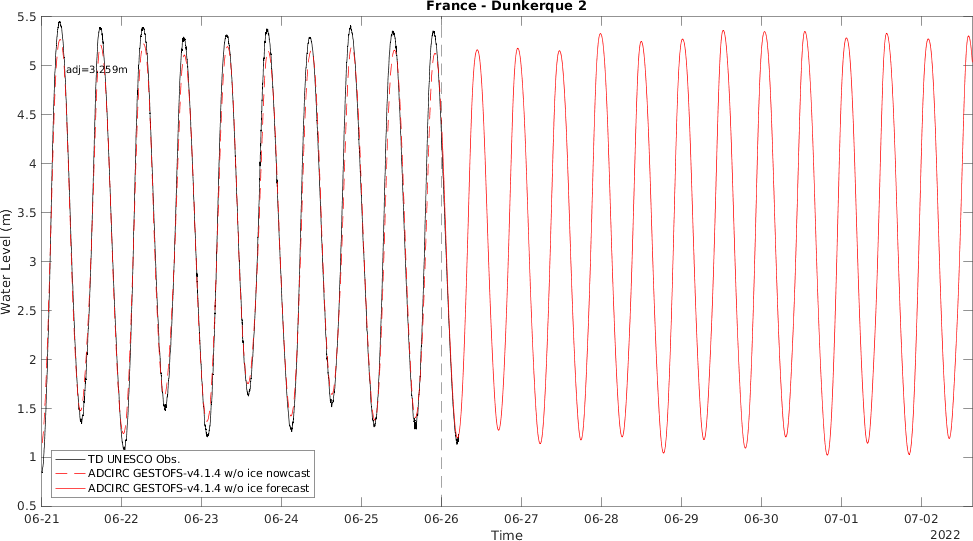 France - Dunkerque 2
Water Level (m)
5.5
5
4.5
4
3.5
3
2.5
2
1.5
1
0.5
adj=3.259m
TD UNESCO Obs.
ADCIRC GESTOFS-v4.1.4 w/o ice nowcast
ADCIRC GESTOFS-v4.1.4 w/o ice forecast
06-21 06-22 06-23 06-24 06-25 06-26 06-27 06-28 06-29 06-30 07-01 07-02
Time
2022